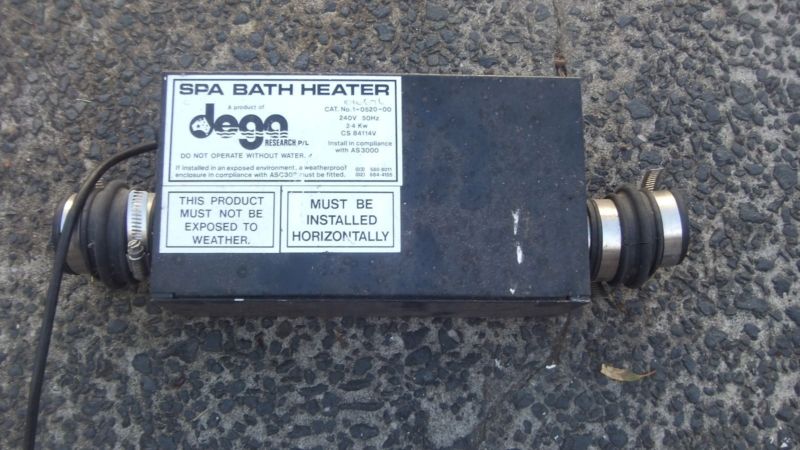 SPA BATH HEATER
A product of
dega
RESEARCH P/L
CAT. No. 1-0520-00
240V 50Hz
2·4 Kw
CS 84114V
DO NOT OPERATE WITHOUT WATER.
Install in compliance
with AS3000
If installed in an exposed environment, a weatherproof
enclosure in compliance with must be fitted.
(03)
(02)
THIS PRODUCT
MUST NOT BE
EXPOSED TO
WEATHER.
MUST BE
INSTALLED
HORIZONTALLY